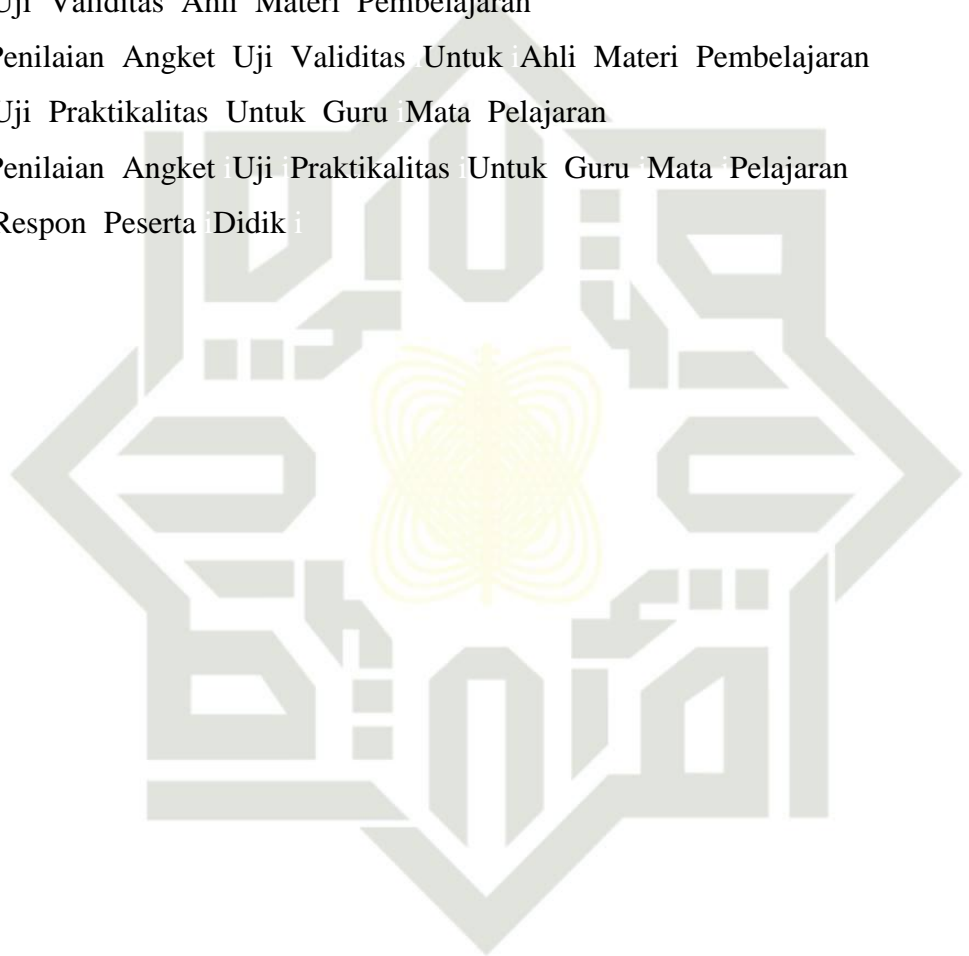 Uji Validitas Ahli Materi Pembelajaran
Penilaian Angket Uji Validitas Untuk Ahli Materi Pembelajaran
Uji Praktikalitas Untuk Guru Mata Pelajaran
Penilaian Angket Uji Praktikalitas Untuk Guru Mata Pelajaran
Respon Peserta Didik